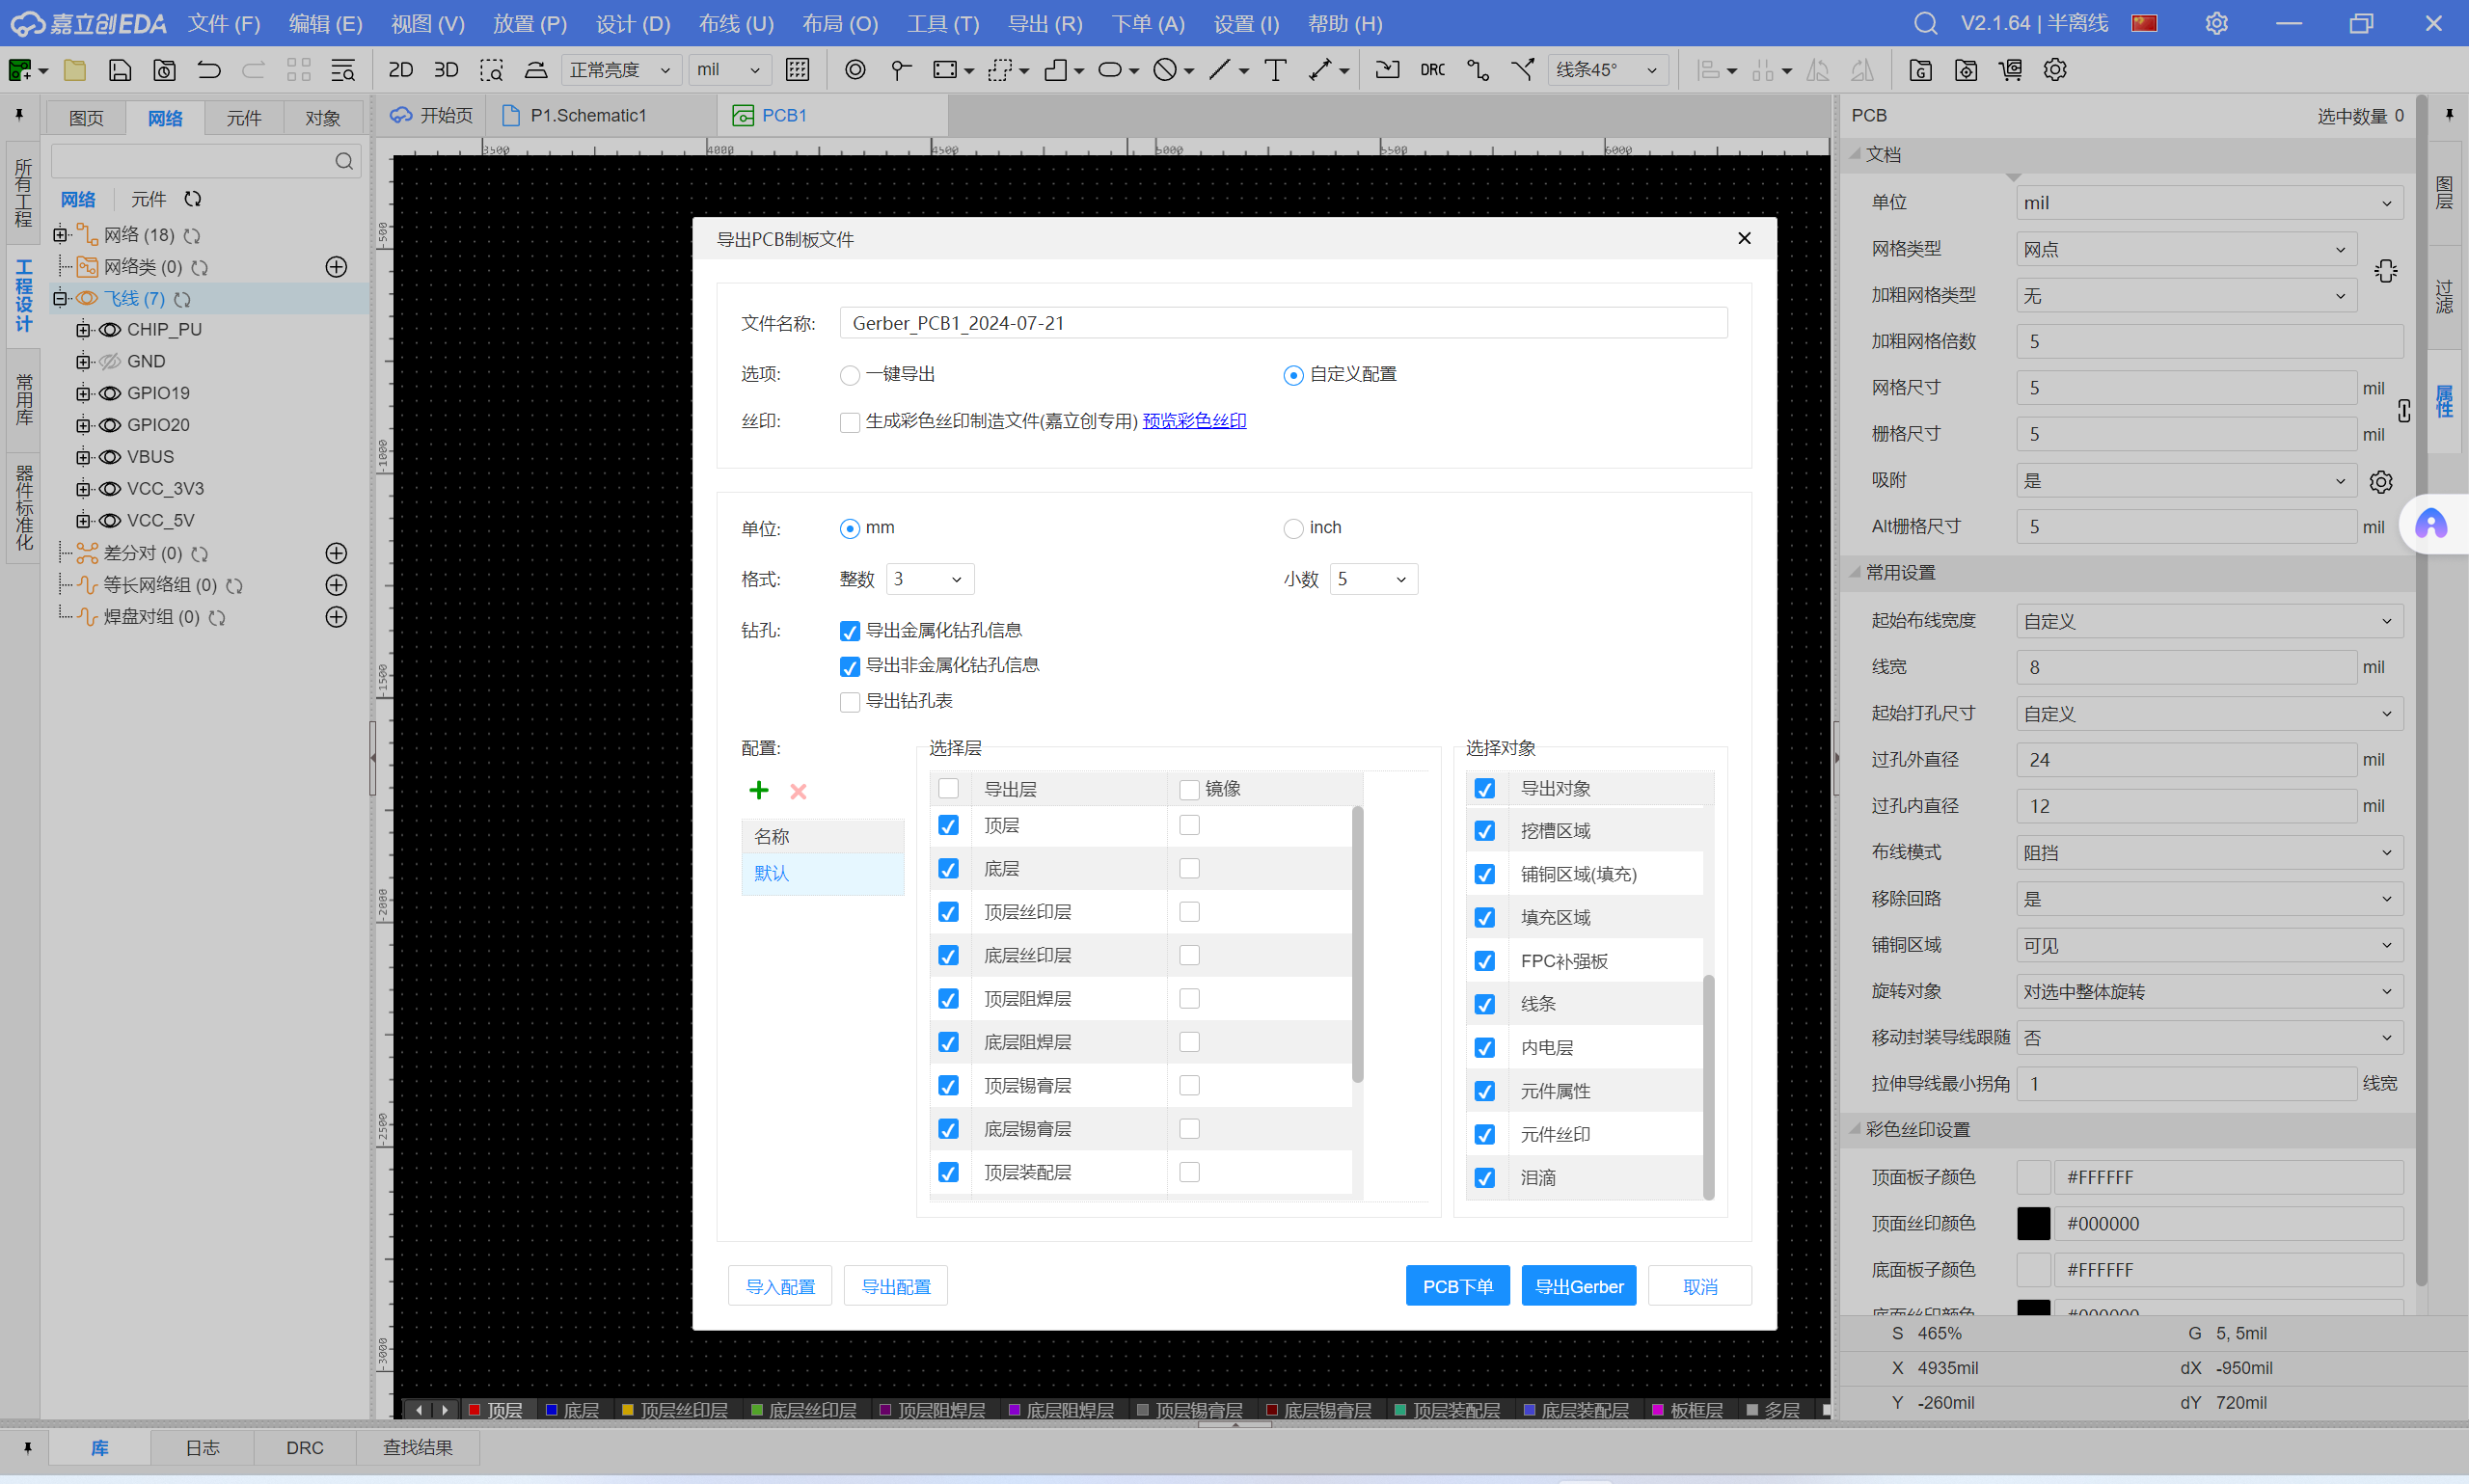 嘉立创EDA 文件 (F) 编辑 (E) 视图 (V) 放置 (P) 设计 (D) 布线 (U) 布局 (O) 工具 (T) 导出 (R) 下单 (A) 设置 (I) 帮助 (H) V2.1.64 | 半离线
2D 3D 正常亮度 mil DRC 线条45°
图页 网络 元件 对象
开始页 P1.Schematic1 PCB1
所有工程
工程设计
常用库
器件标准化
网络 元件
网络 (18)
网络类 (0)
飞线 (7)
CHIP_PU
GND
GPIO19
GPIO20
VBUS
VCC_3V3
VCC_5V
差分对 (0)
等长网络组 (0)
焊盘对组 (0)
3500 4000 4500 5000 5500 6000
-500
-1000
-1500
-2000
-2500
-3000
导出PCB制板文件
文件名称: Gerber_PCB1_2024-07-21
选项: 一键导出 自定义配置
丝印: 生成彩色丝印制造文件(嘉立创专用) 预览彩色丝印
单位: mm inch
格式: 整数 3 小数 5
钻孔: 导出金属化钻孔信息
导出非金属化钻孔信息
导出钻孔表
配置:
名称
默认
选择层
导出层 镜像
顶层
底层
顶层丝印层
底层丝印层
顶层阻焊层
底层阻焊层
顶层锡膏层
底层锡膏层
顶层装配层
选择对象
导出对象
挖槽区域
铺铜区域(填充)
填充区域
FPC补强板
线条
内电层
元件属性
元件丝印
泪滴
导入配置 导出配置 PCB下单 导出Gerber 取消
PCB 选中数量 0
文档
单位 mil
网格类型 网点
加粗网格类型 无
加粗网格倍数 5
网格尺寸 5 mil
栅格尺寸 5 mil
吸附 是
Alt栅格尺寸 5 mil
常用设置
起始布线宽度 自定义
线宽 8 mil
起始打孔尺寸 自定义
过孔外直径 24 mil
过孔内直径 12 mil
布线模式 阻挡
移除回路 是
铺铜区域 可见
旋转对象 对选中整体旋转
移动封装导线跟随 否
拉伸导线最小拐角 1 线宽
彩色丝印设置
顶面板子颜色 #FFFFFF
顶面丝印颜色 #000000
底面板子颜色 #FFFFFF
底面丝印颜色 #000000
S 465% G 5, 5mil
X 4935mil dX -950mil
Y -260mil dY 720mil
图层
过滤
属性
顶层 底层 顶层丝印层 底层丝印层 顶层阻焊层 底层阻焊层 顶层锡膏层 底层锡膏层 顶层装配层 底层装配层 板框层 多层
库 日志 DRC 查找结果